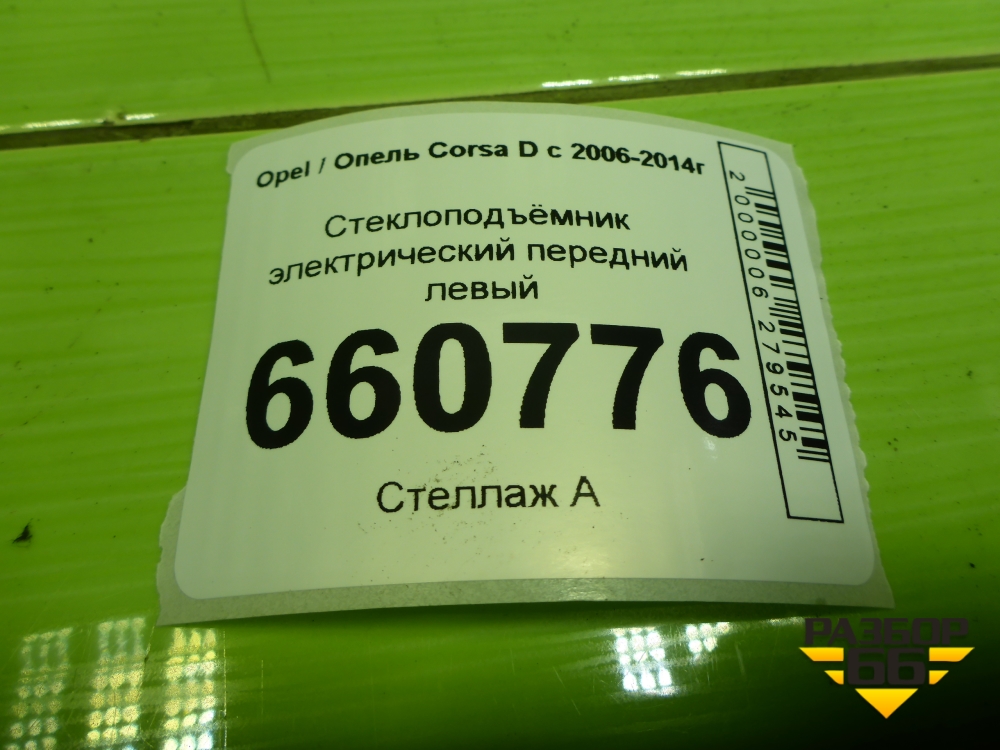 Opel / Опель Corsa D с 2006-2014г
Стеклоподъёмник
электрический передний
левый
660776
Стеллаж А
2000006279545
РАЗБОР
66